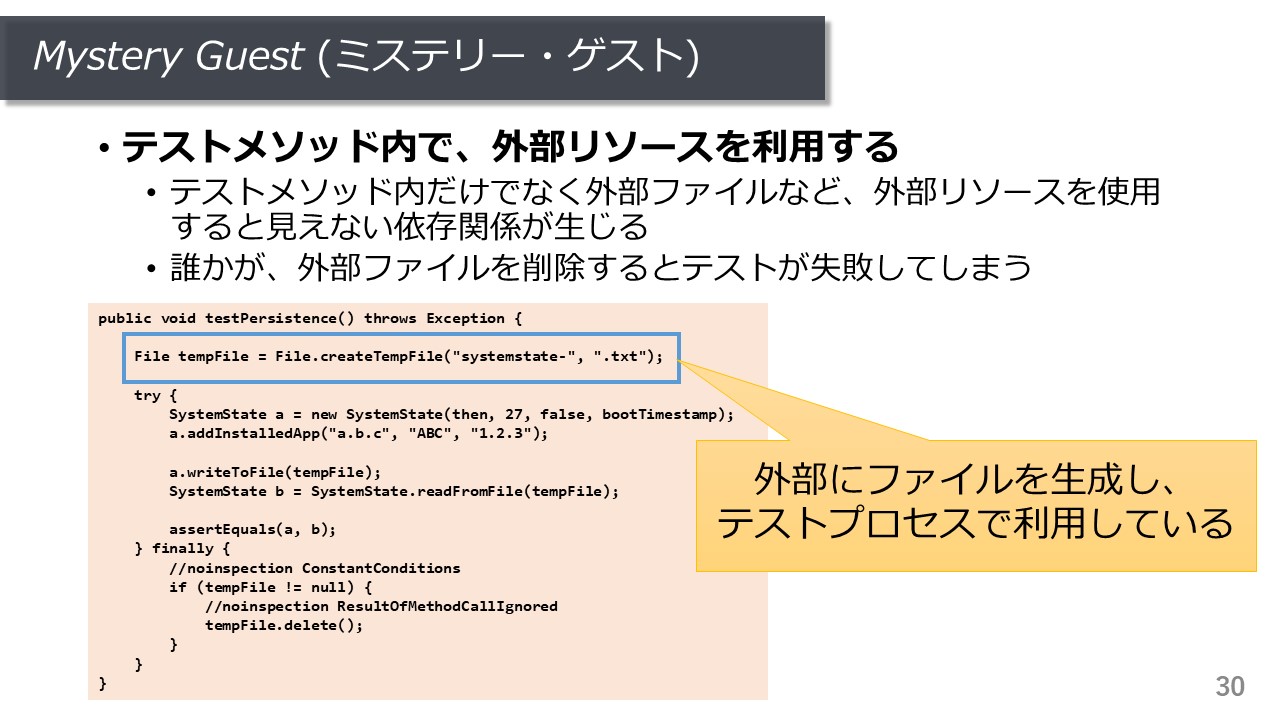 Mystery Guest (ミステリー・ゲスト)
• テストメソッド内で、外部リソースを利用する
• テストメソッド内だけでなく外部ファイルなど、外部リソースを使用
すると見えない依存関係が生じる
• 誰かが、外部ファイルを削除するとテストが失敗してしまう
public void testPersistence() throws Exception {
File tempFile = File.createTempFile("systemstate-", ".txt");
try {
SystemState a = new SystemState(then, 27, false, bootTimestamp);
a.addInstalledApp("a.b.c", "ABC", "1.2.3");
a.writeToFile(tempFile);
SystemState b = SystemState.readFromFile(tempFile);
assertEquals(a, b);
} finally {
//noinspection ConstantConditions
if (tempFile != null) {
//noinspection ResultOfMethodCallIgnored
tempFile.delete();
}
}
}
外部にファイルを生成し、
テストプロセスで利用している
30